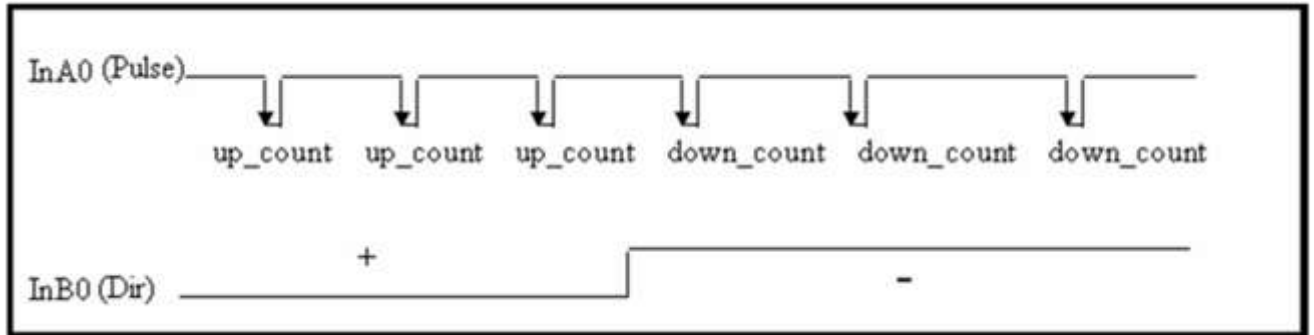 InA0 (Pulse)
up_count up_count up_count down_count down_count down_count
+
-
InB0 (Dir)